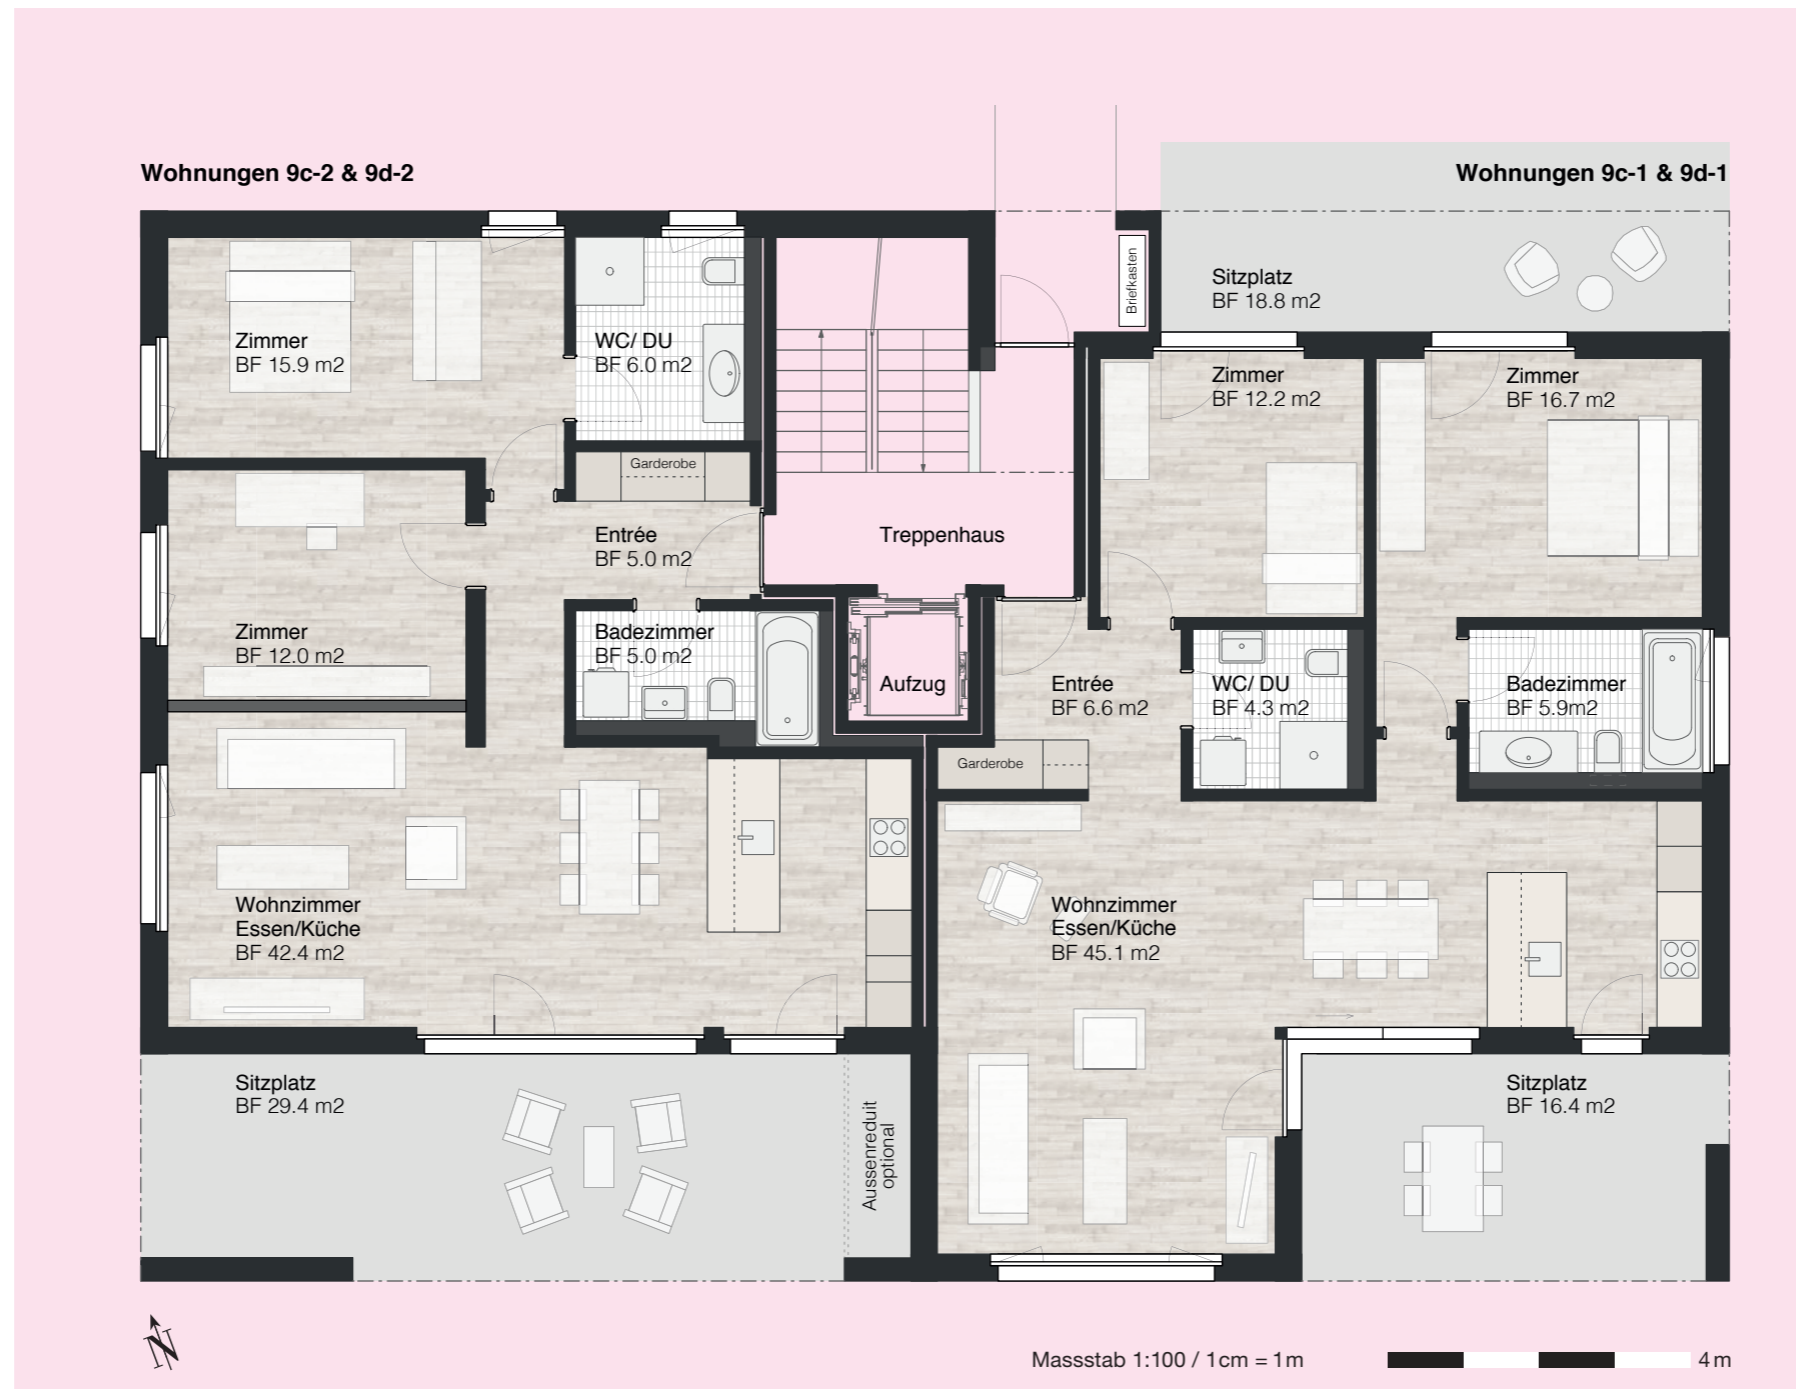 Wohnungen 9c-2 & 9d-2
Wohnungen 9c-1 & 9d-1
Briefkasten
Sitzplatz
BF 18.8 m2
Zimmer
BF 15.9 m2
WC/ DU
BF 6.0 m2
Zimmer
BF 12.2 m2
Zimmer
BF 16.7 m2
Garderobe
Entrée
BF 5.0 m2
Treppenhaus
Zimmer
BF 12.0 m2
Badezimmer
BF 5.0 m2
Aufzug
Entrée
BF 6.6 m2
WC/ DU
BF 4.3 m2
Badezimmer
BF 5.9m2
Garderobe
Wohnzimmer
Essen/Küche
BF 42.4 m2
Wohnzimmer
Essen/Küche
BF 45.1 m2
Sitzplatz
BF 29.4 m2
Aussenreduit
optional
Sitzplatz
BF 16.4 m2
N
Massstab 1:100 / 1cm = 1m
4 m